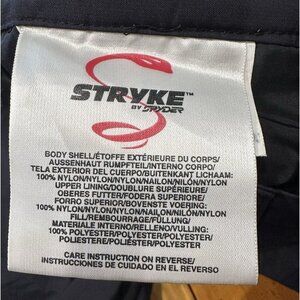 STRYKE™
BY SPYDER
BODY SHELL/ÉTOFFE EXTÉRIEURE DU CORPS/
AUSSENHAUT RUMPFTEIL/INTERNO CORPO/
TELA EXTERIOR DEL CUERPO/BUITENKANT LICHAAM:
100% NYLON/NYLON/NYLON/NAILON/NILÓN/NYLON
UPPER LINING/DOUBLURE SUPÉRIEURE/
OBERES FUTTER/FODERA SUPERIORE/
FORRO SUPERIOR/BOVENSTE VOERING:
100% NYLON/NYLON/NYLON/NAILON/NILÓN/NYLON
FILL/REMBOURRAGE/FÜLLUNG/
MATERIALE INTERNO/RELLENO/VULLING:
100% POLYESTER/POLYESTER/POLYESTER/
POLIESTERE/POLIÉSTER/POLYESTER
CARE INSTRUCTION ON REVERSE/
INSTRUCCIONES DE CUIDADO EN EL REVERSO